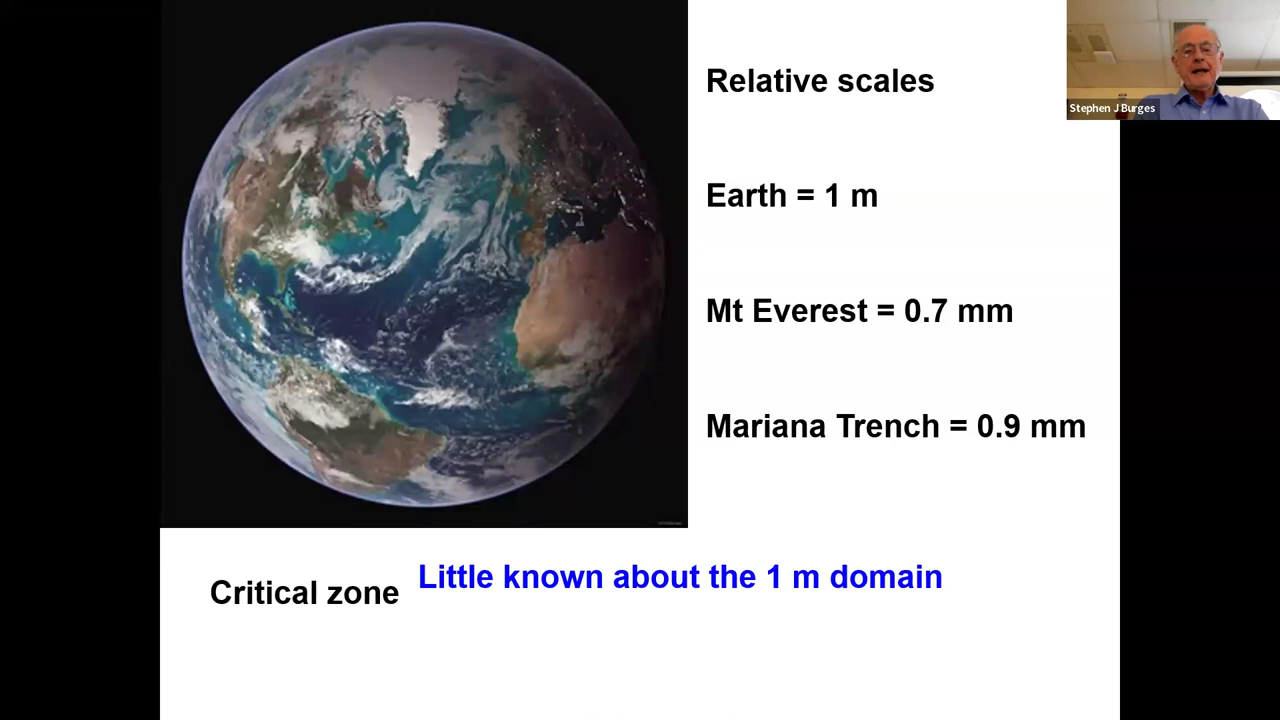 Relative scales
Stephen J Burges
Earth = 1 m
Mt Everest = 0.7 mm
Mariana Trench = 0.9 mm
Little known about the 1 m domain
Critical zone